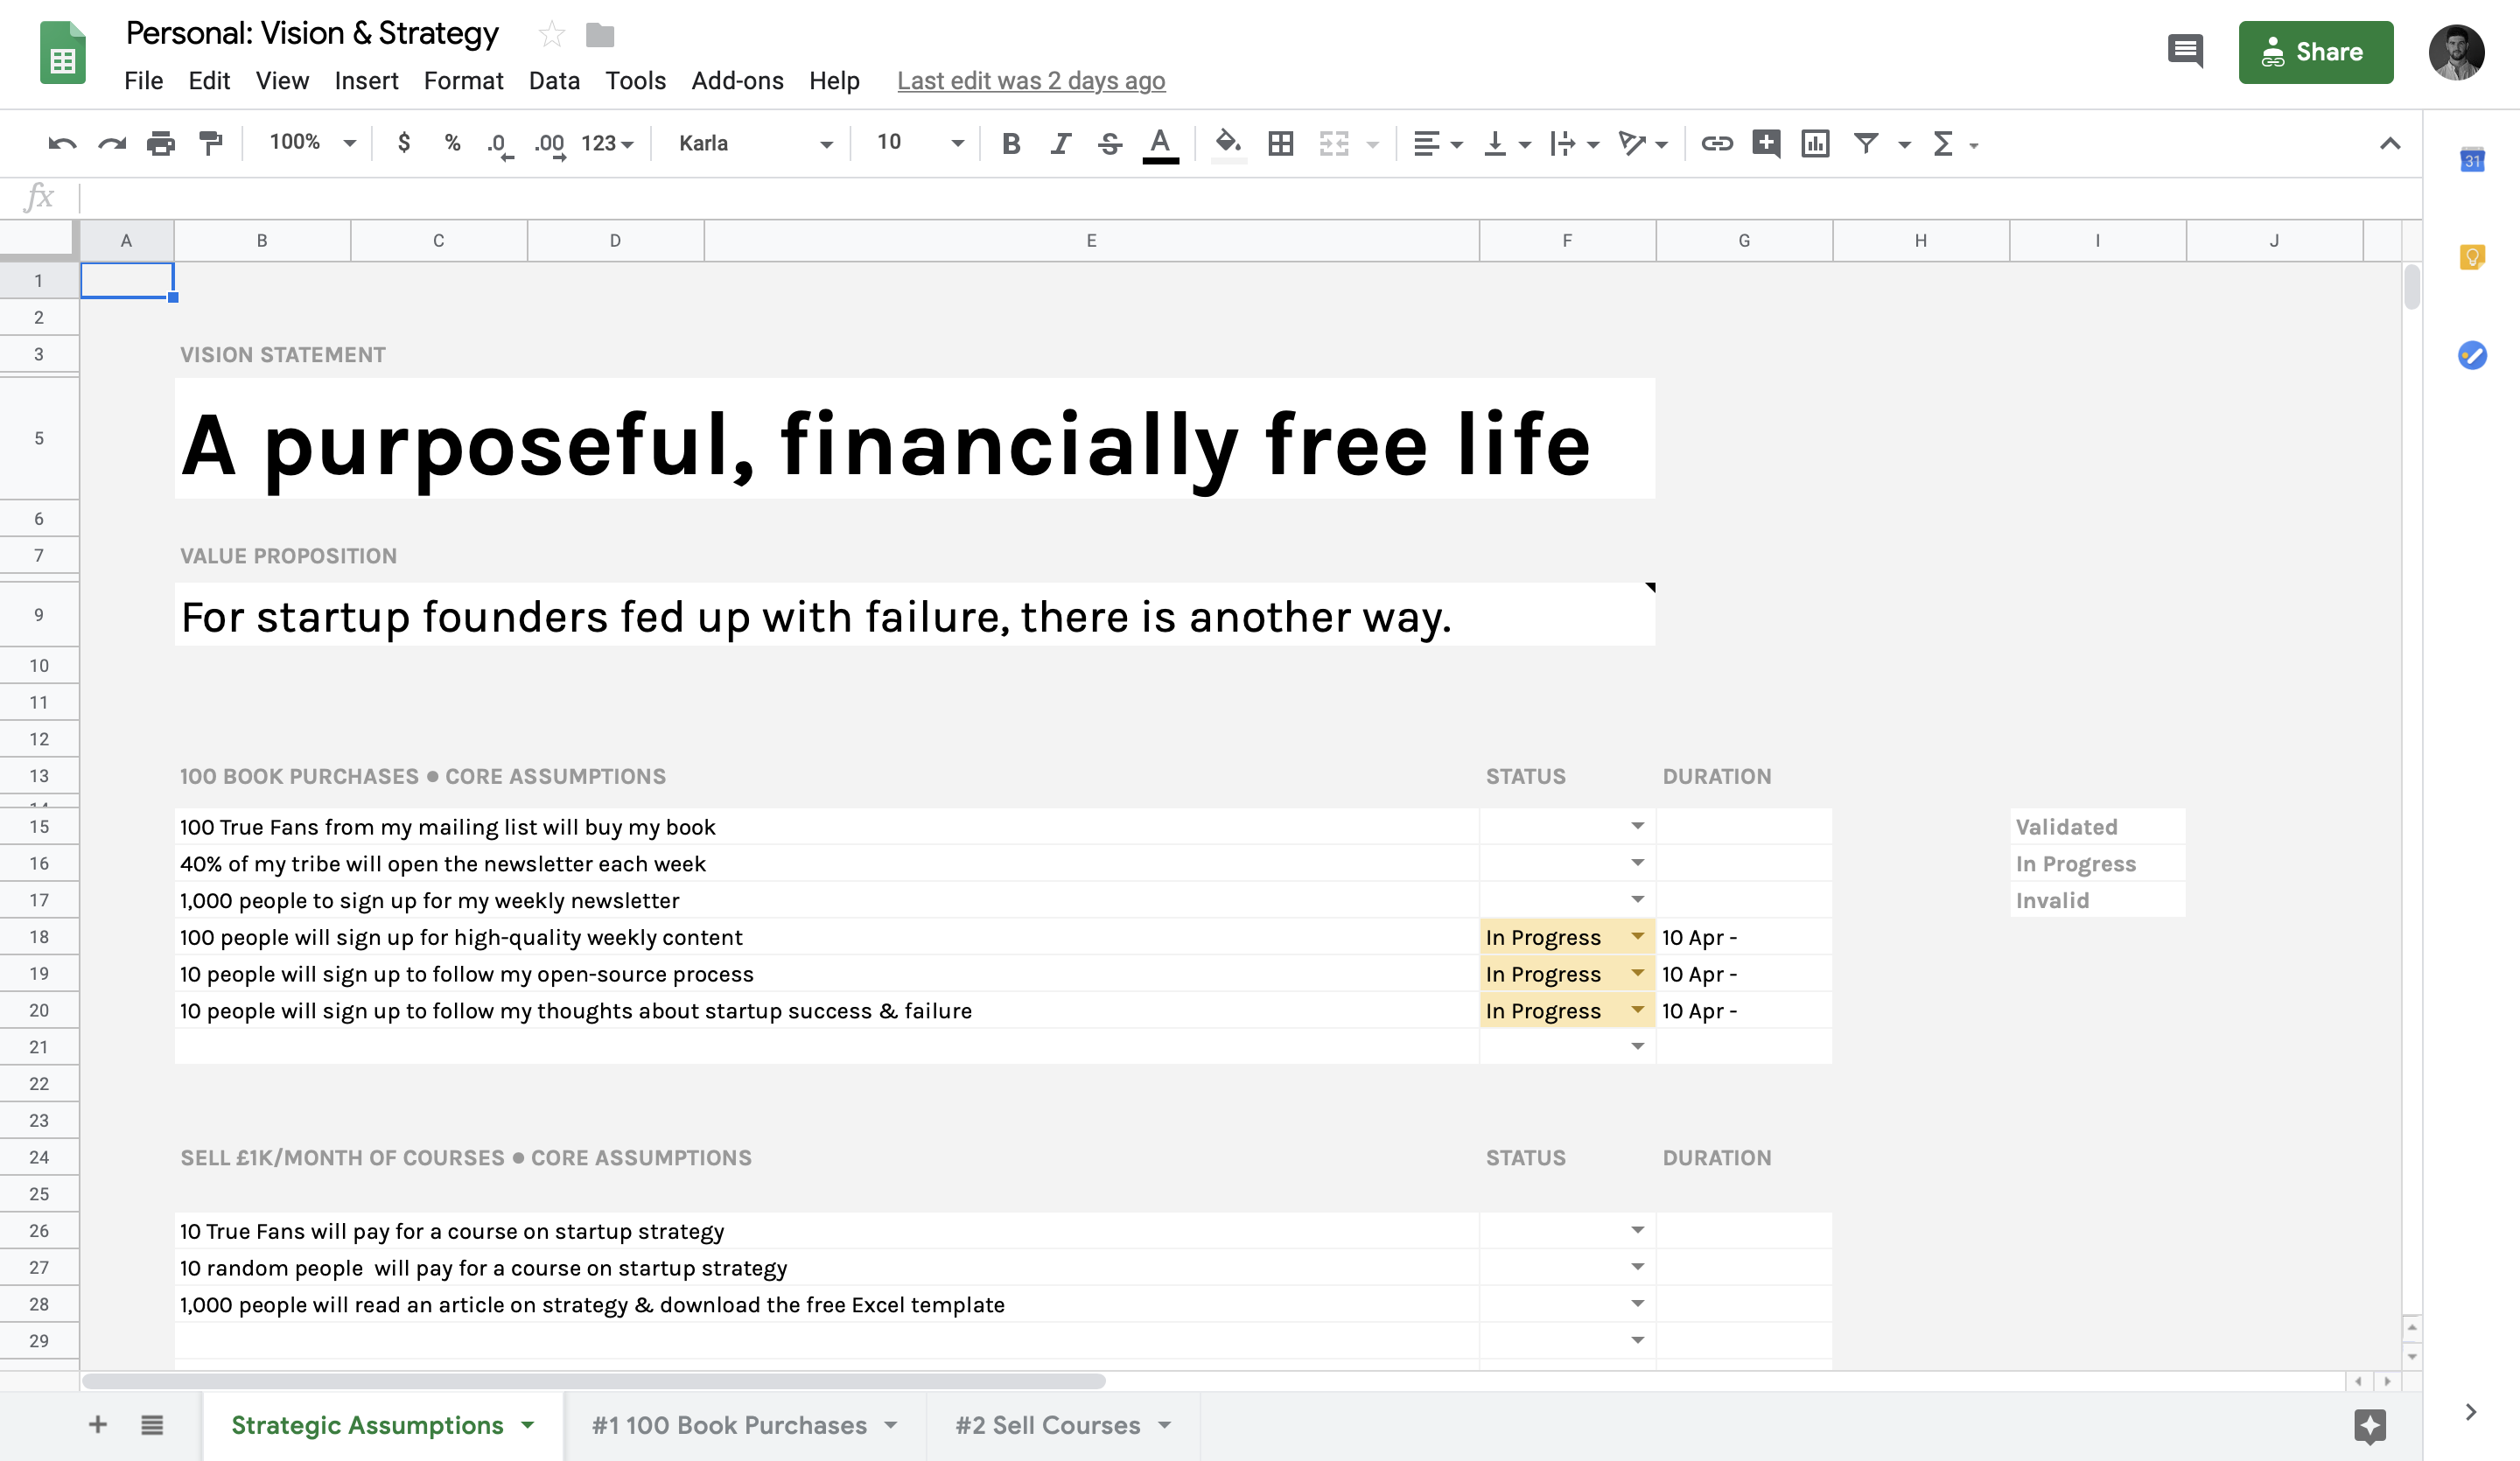 Personal: Vision & Strategy
File Edit View Insert Format Data Tools Add-ons Help Last edit was 2 days ago
Share
100% $ % .0 .00 123 Karla 10 B I S A
31
fx
A B C D E F G H I J
1
2
3 VISION STATEMENT
5 A purposeful, financially free life
6
7 VALUE PROPOSITION
9 For startup founders fed up with failure, there is another way.
10
11
12
13 100 BOOK PURCHASES ● CORE ASSUMPTIONS STATUS DURATION
14
15 100 True Fans from my mailing list will buy my book Validated
16 40% of my tribe will open the newsletter each week In Progress
17 1,000 people to sign up for my weekly newsletter Invalid
18 100 people will sign up for high-quality weekly content In Progress 10 Apr -
19 10 people will sign up to follow my open-source process In Progress 10 Apr -
20 10 people will sign up to follow my thoughts about startup success & failure In Progress 10 Apr -
21
22
23
24 SELL £1K/MONTH OF COURSES ● CORE ASSUMPTIONS STATUS DURATION
25
26 10 True Fans will pay for a course on startup strategy
27 10 random people  will pay for a course on startup strategy
28 1,000 people will read an article on strategy & download the free Excel template
29
Strategic Assumptions #1 100 Book Purchases #2 Sell Courses